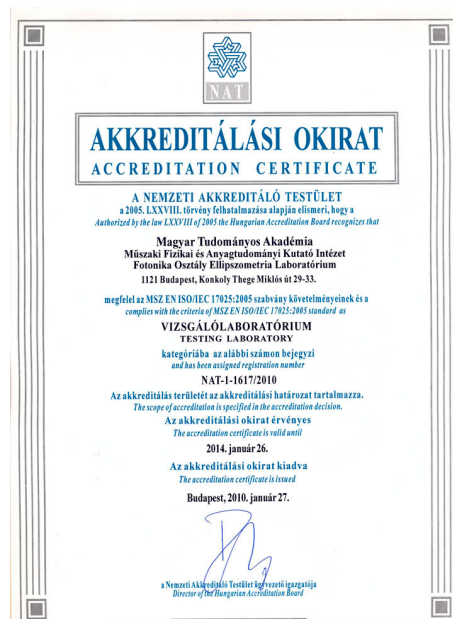 NAT
AKKREDITÁLÁSI OKIRAT
ACCREDITATION CERTIFICATE
A NEMZETI AKKREDITÁLÓ TESTÜLET
a 2005. LXXVIII. törvény felhatalmazása alapján elismeri, hogy a
Authorized by the law LXXVIII of 2005 the Hungarian Accreditation Board recognizes that
Magyar Tudományos Akadémia
Műszaki Fizikai és Anyagtudományi Kutató Intézet
Fotonika Osztály Ellipszometria Laboratórium
1121 Budapest, Konkoly Thege Miklós út 29-33.
megfelel az MSZ EN ISO/IEC 17025:2005 szabvány követelményeinek és a
complies with the criteria of MSZ EN ISO/IEC 17025:2005 standard as
VIZSGÁLÓLABORATÓRIUM
TESTING LABORATORY
kategóriába az alábbi számon bejegyzi
and has been assigned registration number
NAT-1-1617/2010
Az akkreditálás területét az akkreditálási határozat tartalmazza.
The scope of accreditation is specified in the accreditation decision.
Az akkreditálási okirat érvényes
The accreditation certificate is valid until
2014. január 26.
Az akkreditálási okirat kiadva
The accreditation certificate is issued
Budapest, 2010. január 27.
a Nemzeti Akkreditáló Testület ügyvezető igazgatója
Director of the Hungarian Accreditation Board